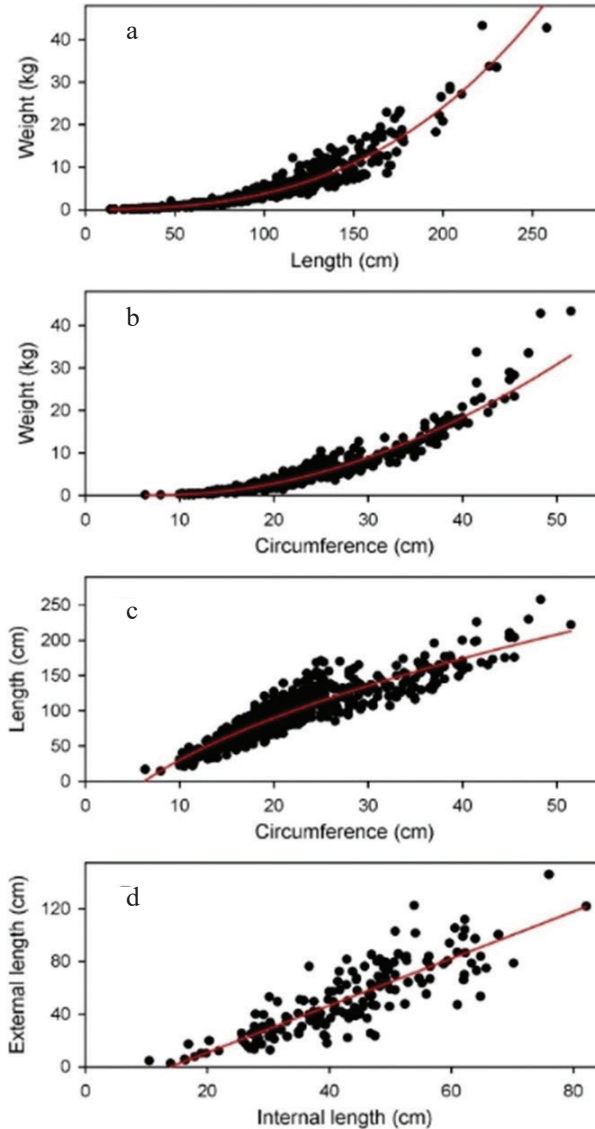 a
Weight (kg)
40
30
20
10
0
0 50 100 150 200 250
Length (cm)
b
Weight (kg)
40
30
20
10
0
0 10 20 30 40 50
Circumference (cm)
c
Length (cm)
250
200
150
100
50
0
0 10 20 30 40 50
Circumference (cm)
d
External length (cm)
120
80
40
0
0 20 40 60 80
Internal length (cm)